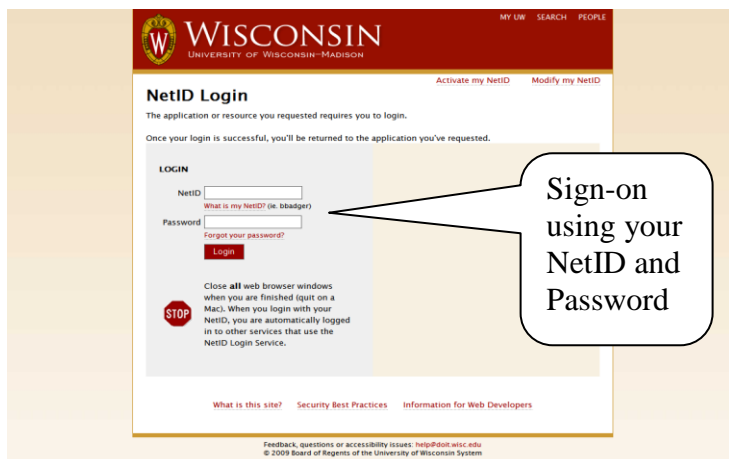 MY UW SEARCH PEOPLE
W
WISCONSIN
UNIVERSITY OF WISCONSIN–MADISON
Activate my NetID Modify my NetID
NetID Login
The application or resource you requested requires you to login.
Once your login is successful, you'll be returned to the application you've requested.
LOGIN
NetID
What is my NetID? (ie. bbadger)
Password
Forgot your password?
Login
STOP
Close all web browser windows
when you are finished (quit on a
Mac). When you login with your
NetID, you are automatically logged
in to other services that use the
NetID Login Service.
Sign-on
using your
NetID and
Password
What is this site? Security Best Practices Information for Web Developers
Feedback, questions or accessibility issues: help@doit.wisc.edu
© 2009 Board of Regents of the University of Wisconsin System